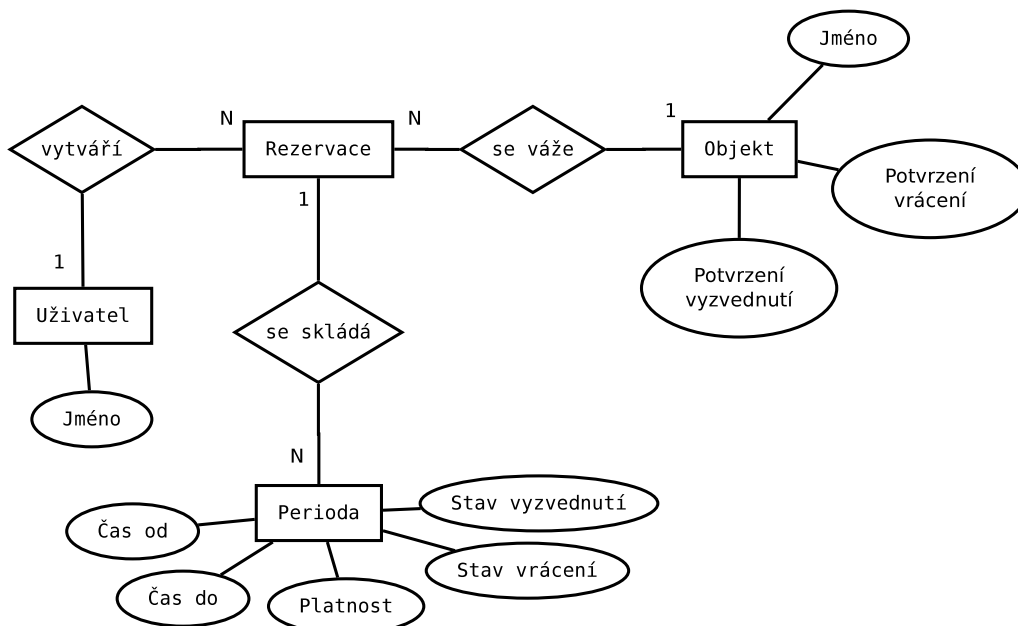 Jméno
N
N
1
vytváří
Rezervace
se váže
Objekt
Potvrzení
vrácení
1
1
Potvrzení
vyzvednutí
Uživatel
se skládá
Jméno
N
Perioda
Stav vyzvednutí
Čas od
Stav vrácení
Čas do
Platnost